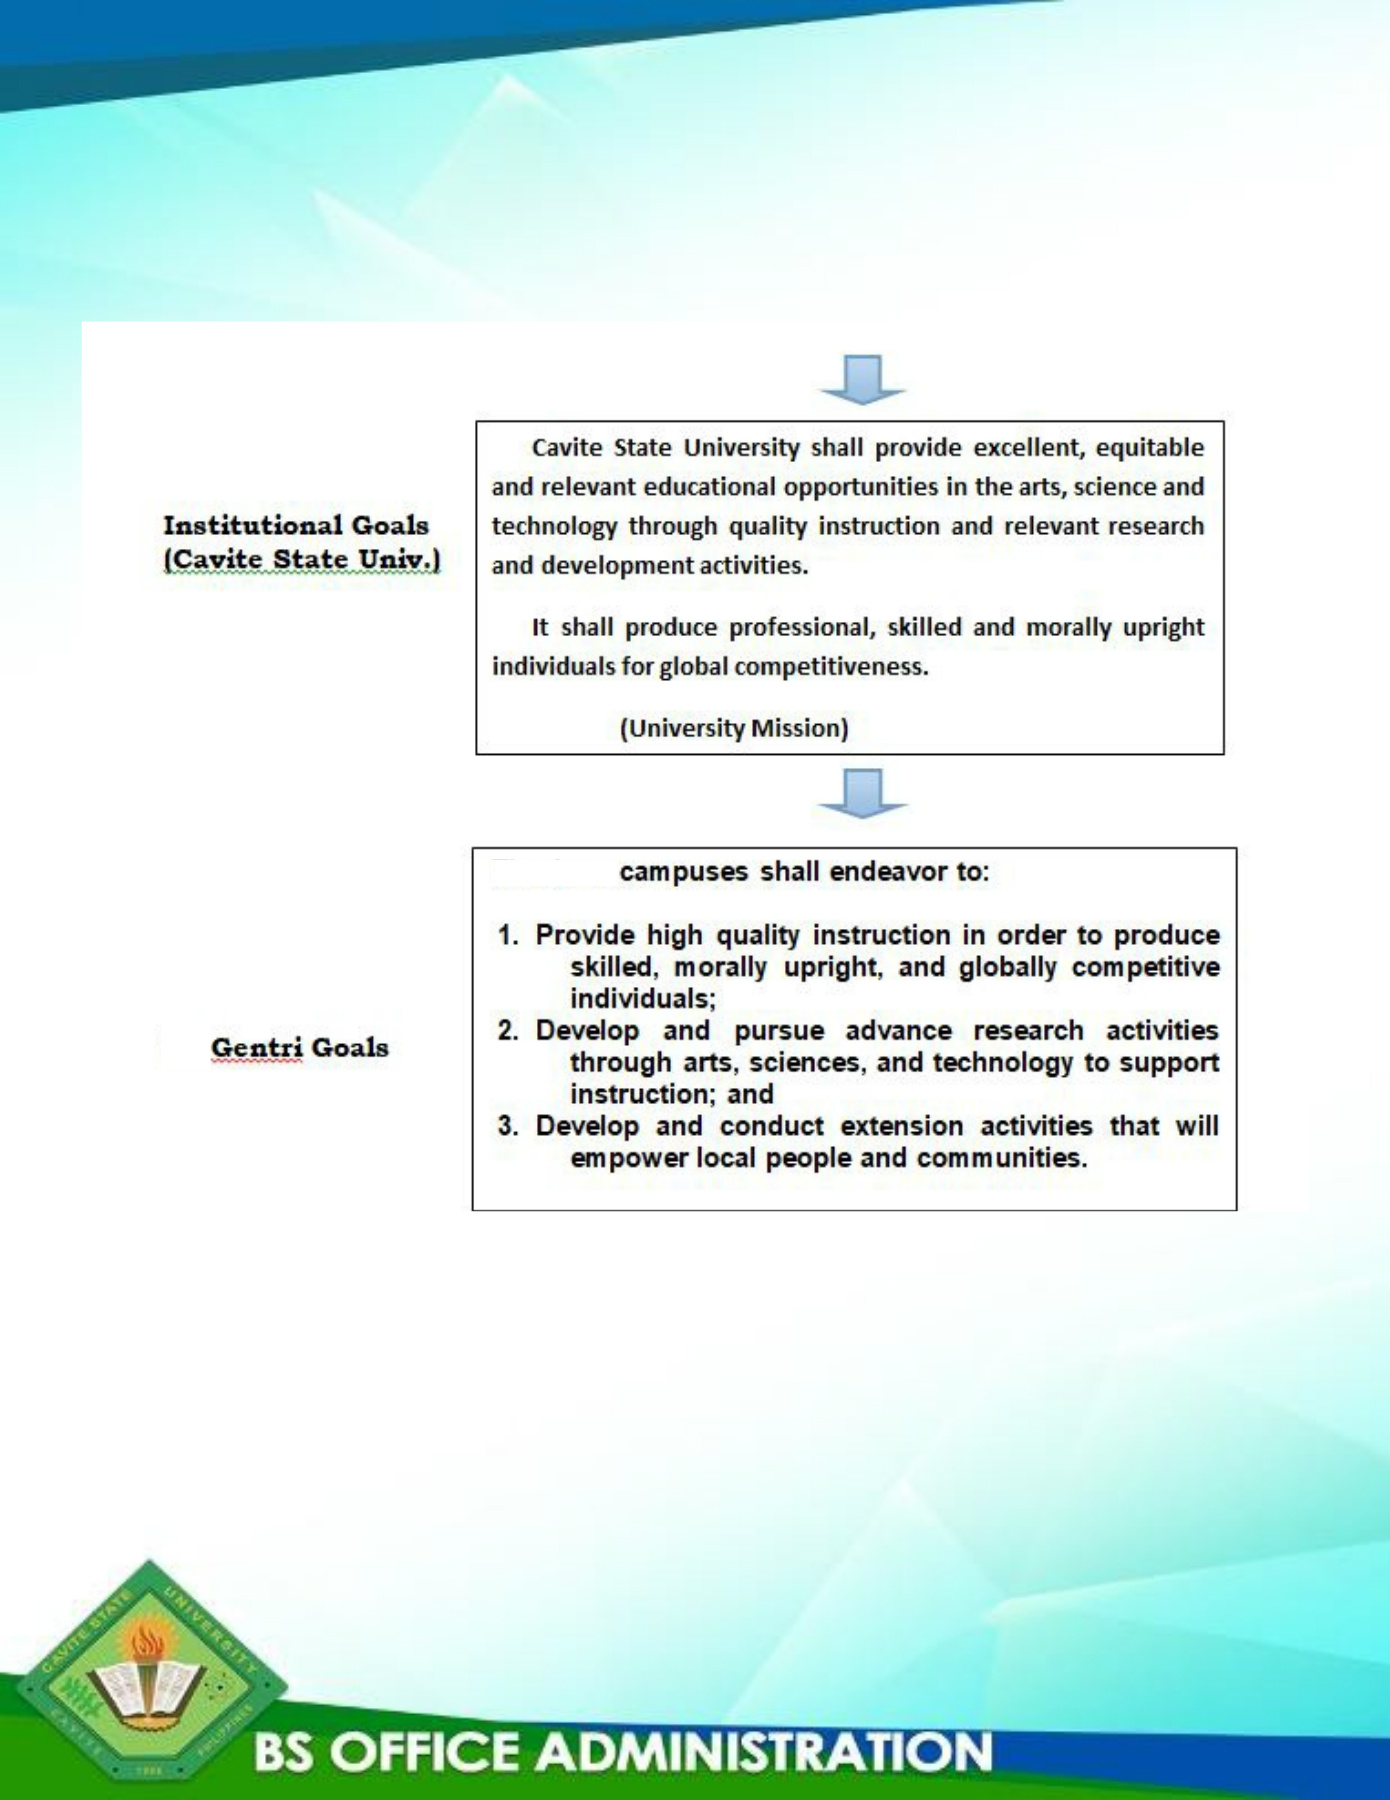 Cavite State University shall provide excellent, equitable
and relevant educational opportunities in the arts, science and
technology through quality instruction and relevant research
and development activities.
It shall produce professional, skilled and morally upright
individuals for global competitiveness.
(University Mission)
Institutional Goals
(Cavite State Univ.)
campuses shall endeavor to:
1. Provide high quality instruction in order to produce
skilled, morally upright, and globally competitive
individuals;
2. Develop and pursue advance research activities
through arts, sciences, and technology to support
instruction; and
3. Develop and conduct extension activities that will
empower local people and communities.
Gentri Goals
CAVITE STATE UNIVERSITY
CAVITE PHILIPPINES
BS OFFICE ADMINISTRATION